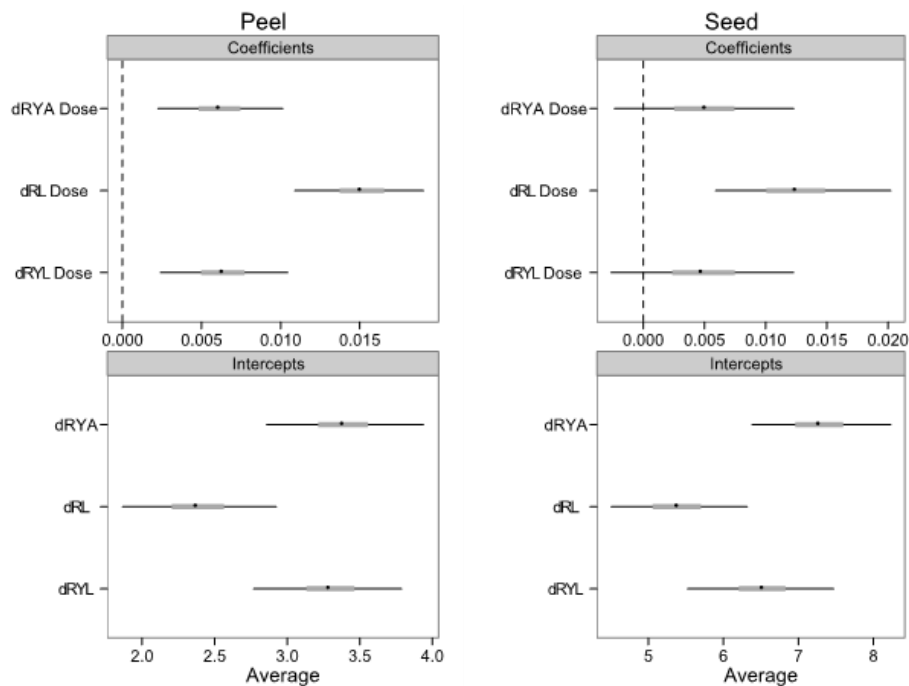 Peel
Coefficients
dRYA Dose
dRL Dose
dRYL Dose
0.000 0.005 0.010 0.015
Intercepts
dRYA
dRL
dRYL
2.0 2.5 3.0 3.5 4.0
Average
Seed
Coefficients
dRYA Dose
dRL Dose
dRYL Dose
0.000 0.005 0.010 0.015 0.020
Intercepts
dRYA
dRL
dRYL
5 6 7 8
Average